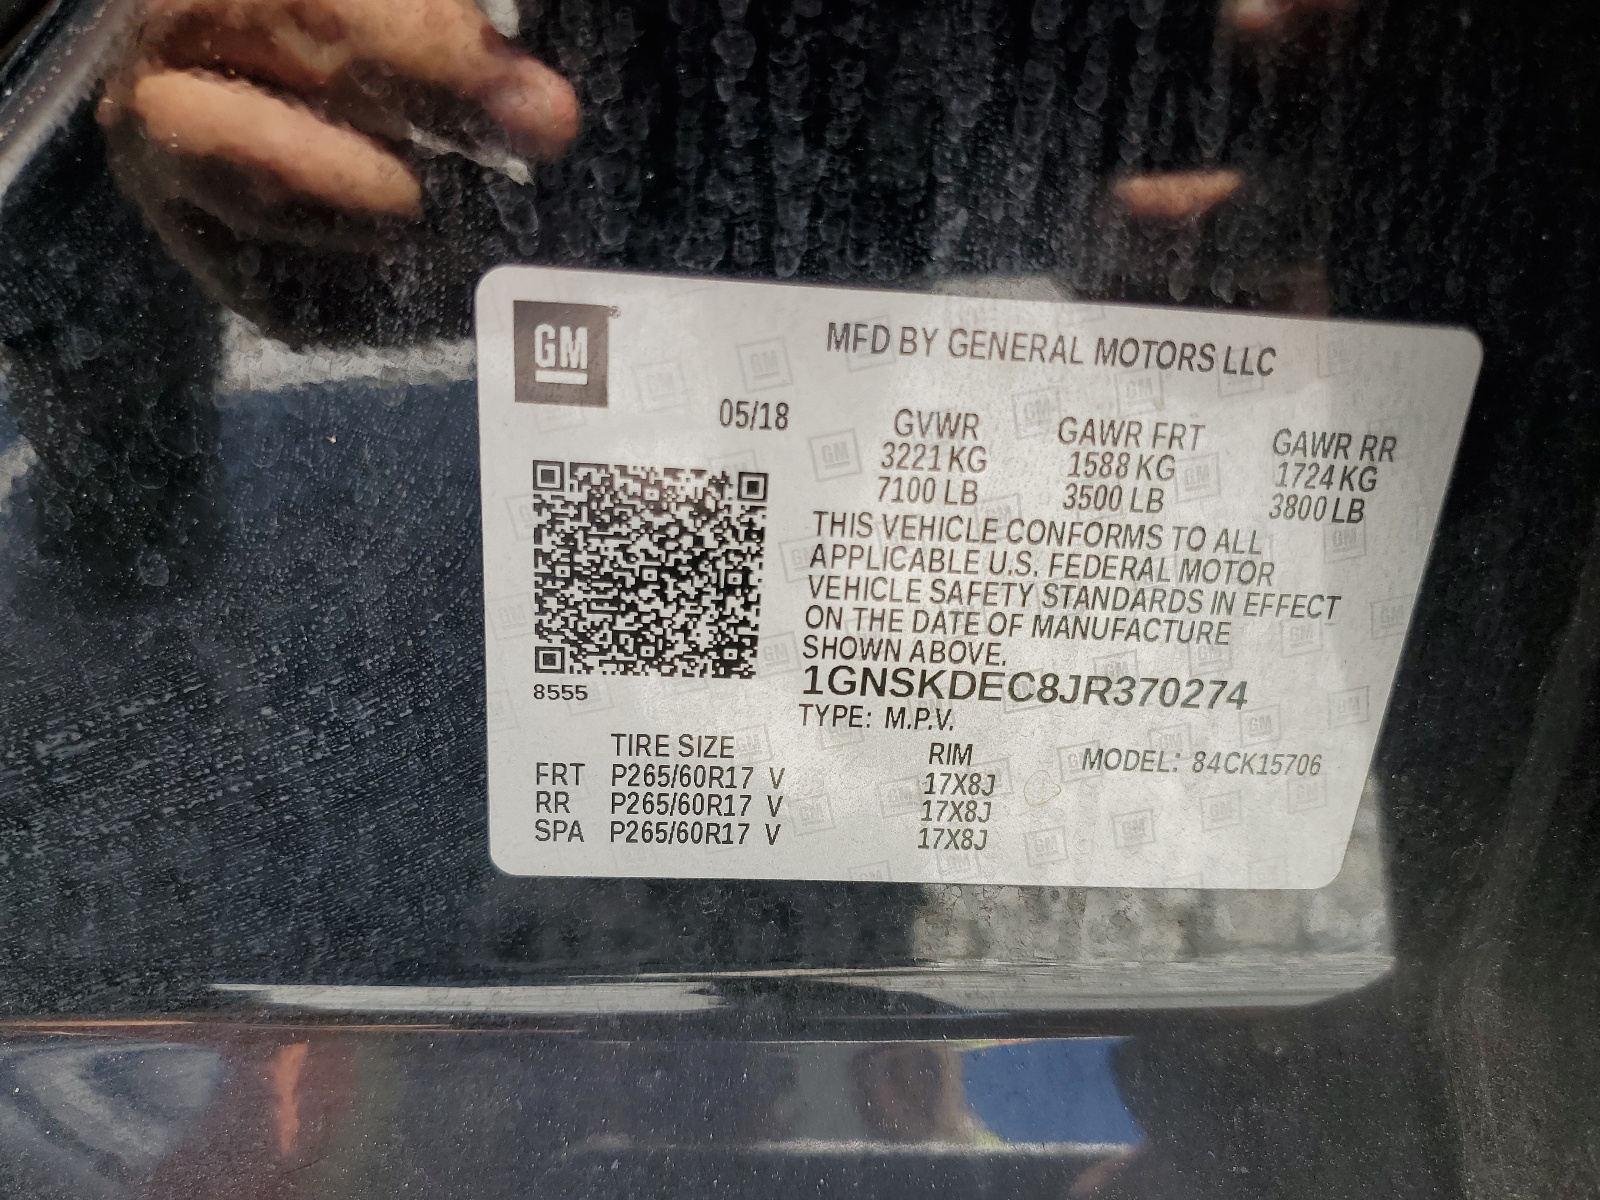 GM
MFD BY GENERAL MOTORS LLC
05/18
GVWR GAWR FRT GAWR RR
3221 KG 1588 KG 1724 KG
7100 LB 3500 LB 3800 LB
THIS VEHICLE CONFORMS TO ALL
APPLICABLE U.S. FEDERAL MOTOR
VEHICLE SAFETY STANDARDS IN EFFECT
ON THE DATE OF MANUFACTURE
SHOWN ABOVE.
8555
1GNSKDEC8JR370274
TYPE: M.P.V.
TIRE SIZE RIM MODEL: 84CK15706
FRT P265/60R17 V 17X8J
RR P265/60R17 V 17X8J
SPA P265/60R17 V 17X8J